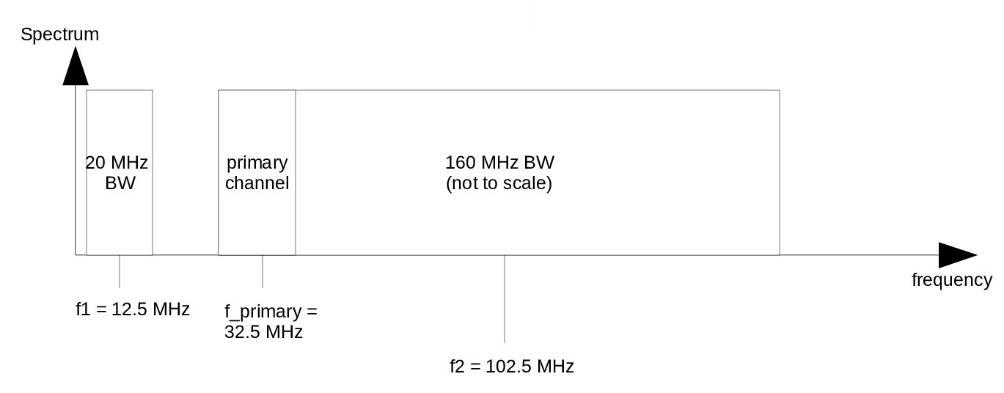 Spectrum
20 MHz
BW
primary
channel
160 MHz BW
(not to scale)
frequency
f1 = 12.5 MHz
f_primary =
32.5 MHz
f2 = 102.5 MHz